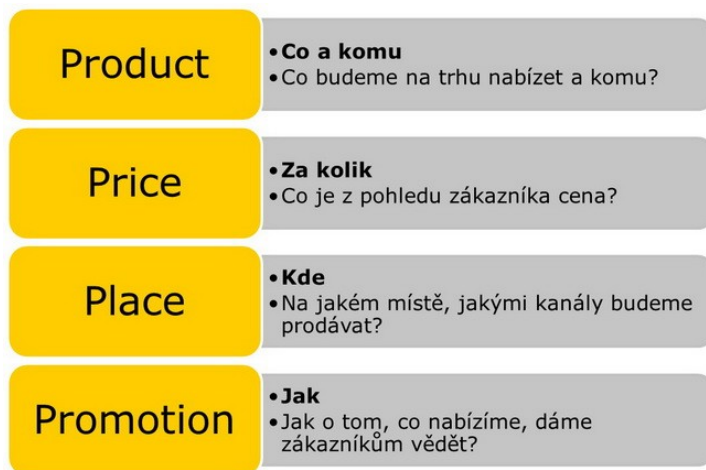 Product
•Co a komu
•Co budeme na trhu nabízet a komu?
Price
•Za kolik
•Co je z pohledu zákazníka cena?
Place
•Kde
•Na jakém místě, jakými kanály budeme
prodávat?
Promotion
•Jak
•Jak o tom, co nabízíme, dáme
zákazníkům vědět?